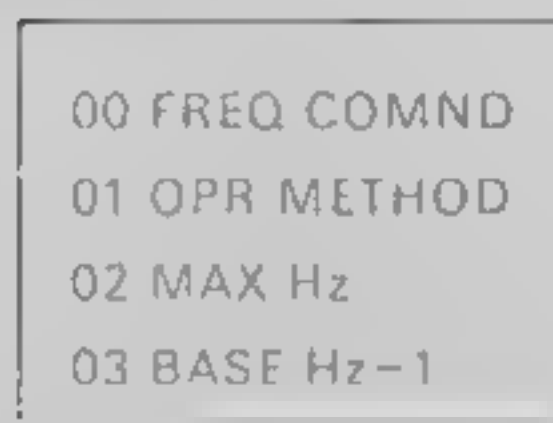 00 FREQ COMND
01 OPR METHOD
02 MAX Hz
03 BASE Hz-1